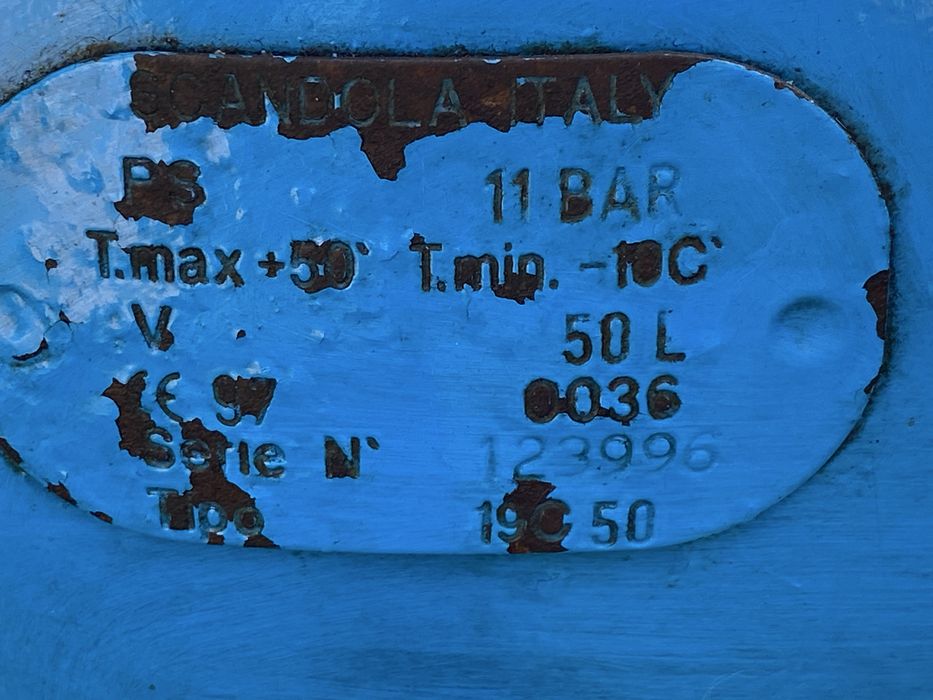 SCANDOLA ITALY
PS 11 BAR
T.max +50° T.min. -10C°
V 50 L
CE 97 0036
Serie N° 123996
Tipo 19C 50